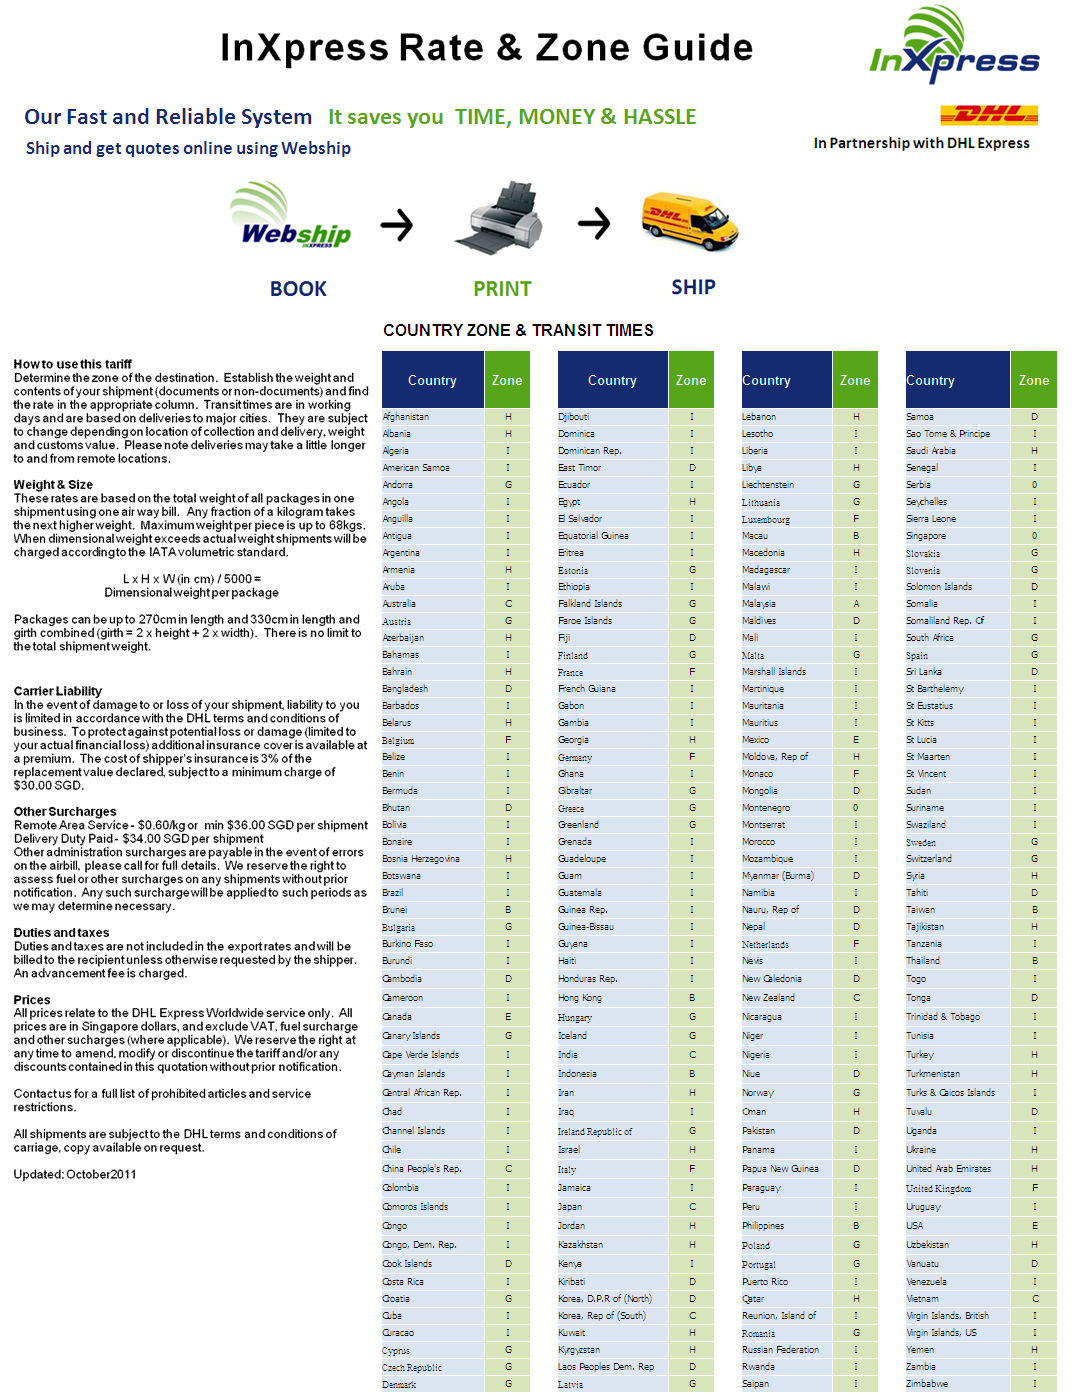 InXpress Rate & Zone Guide
InXpress
Our Fast and Reliable System It saves you TIME, MONEY & HASSLE
DHL
Ship and get quotes online using Webship
In Partnership with DHL Express
Webship
INXPRESS
DHL
BOOK PRINT SHIP
COUNTRY ZONE & TRANSIT TIMES
How to use this tariff
Determine the zone of the destination. Establish the weight and
contents of your shipment (documents or non-documents) and find
the rate in the appropriate column. Transit times are in working
days and are based on deliveries to major cities. They are subject
to change depending on location of collection and delivery, weight
and customs value. Please note deliveries may take a little longer
to and from remote locations.
Weight & Size
These rates are based on the total weight of all packages in one
shipment using one air way bill. Any fraction of a kilogram takes
the next higher weight. Maximum weight per piece is up to 68kgs.
When dimensional weight exceeds actual weight shipments will be
charged according to the IATA volumetric standard.
L x H x W (in cm) / 5000 =
Dimensional weight per package
Packages can be up to 270cm in length and 330cm in length and
girth combined (girth = 2 x height + 2 x width). There is no limit to
the total shipment weight.
Carrier Liability
In the event of damage to or loss of your shipment, liability to you
is limited in accordance with the DHL terms and conditions of
business. To protect against potential loss or damage (limited to
your actual financial loss) additional insurance cover is available at
a premium. The cost of shipper's insurance is 3% of the
replacement value declared, subject to a minimum charge of
$30.00 SGD.
Other Surcharges
Remote Area Service - $0.60/kg or min $36.00 SGD per shipment
Delivery Duty Paid - $34.00 SGD per shipment
Other administration surcharges are payable in the event of errors
on the airbill, please call for full details. We reserve the right to
assess fuel or other surcharges on any shipments without prior
notification. Any such surcharge will be applied to such periods as
we may determine necessary.
Duties and taxes
Duties and taxes are not included in the export rates and will be
billed to the recipient unless otherwise requested by the shipper.
An advancement fee is charged.
Prices
All prices relate to the DHL Express Worldwide service only. All
prices are in Singapore dollars, and exclude VAT, fuel surcharge
and other sucharges (where applicable). We reserve the right at
any time to amend, modify or discontinue the tariff and/or any
discounts contained in this quotation without prior notification.
Contact us for a full list of prohibited articles and service
restrictions.
All shipments are subject to the DHL terms and conditions of
carriage, copy available on request.
Updated: October 2011
Country Zone
Afghanistan H
Albania H
Algeria I
American Samoa I
Andorra G
Angola I
Anguilla I
Antigua I
Argentina I
Armenia H
Aruba I
Australia C
Austria G
Azerbaijan H
Bahamas I
Bahrain H
Bangladesh D
Barbados I
Belarus H
Belgium F
Belize I
Benin I
Bermuda I
Bhutan D
Bolivia I
Bonaire I
Bosnia Herzegovina H
Botswana I
Brazil I
Brunei B
Bulgaria G
Burkino Faso I
Burundi I
Cambodia D
Cameroon I
Canada E
Canary Islands G
Cape Verde Islands I
Cayman Islands I
Central African Rep. I
Chad I
Channel Islands I
Chile I
China People's Rep. C
Colombia I
Comoros Islands I
Congo I
Congo, Dem. Rep. I
Cook Islands D
Costa Rica I
Croatia G
Cuba I
Curacao I
Cyprus G
Czech Republic G
Denmark G
Country Zone
Djibouti I
Dominica I
Dominican Rep. I
East Timor D
Ecuador I
Egypt H
El Salvador I
Equatorial Guinea I
Eritrea I
Estonia G
Ethiopia I
Falkland Islands G
Faroe Islands G
Fiji D
Finland G
France F
French Guiana I
Gabon I
Gambia I
Georgia H
Germany F
Ghana I
Gibraltar G
Greece G
Greenland G
Grenada I
Guadeloupe I
Guam I
Guatemala I
Guinea Rep. I
Guinea-Bissau I
Guyana I
Haiti I
Honduras Rep. I
Hong Kong B
Hungary G
Iceland G
India C
Indonesia B
Iran H
Iraq I
Ireland Republic of G
Israel H
Italy F
Jamaica I
Japan C
Jordan H
Kazakhstan H
Kenya I
Kiribati D
Korea, D.P.R of (North) D
Korea, Rep of (South) C
Kuwait H
Kyrgyzstan H
Laos Peoples Dem. Rep D
Latvia G
Country Zone
Lebanon H
Lesotho I
Liberia I
Libya H
Liechtenstein G
Lithuania G
Luxembourg F
Macau B
Macedonia H
Madagascar I
Malawi I
Malaysia A
Maldives D
Mali I
Malta G
Marshall Islands I
Martinique I
Mauritania I
Mauritius I
Mexico E
Moldova, Rep of H
Monaco F
Mongolia D
Montenegro 0
Montserrat I
Morocco I
Mozambique I
Myanmar (Burma) D
Namibia I
Nauru, Rep of D
Nepal D
Netherlands F
Nevis I
New Caledonia D
New Zealand C
Nicaragua I
Niger I
Nigeria I
Niue D
Norway G
Oman H
Pakistan D
Panama I
Papua New Guinea D
Paraguay I
Peru I
Philippines B
Poland G
Portugal G
Puerto Rico I
Qatar H
Reunion, Island of I
Romania G
Russian Federation I
Rwanda I
Saipan I
Country Zone
Samoa D
Sao Tome & Principe I
Saudi Arabia H
Senegal I
Serbia 0
Seychelles I
Sierra Leone I
Singapore 0
Slovakia G
Slovenia G
Solomon Islands D
Somalia I
Somaliland Rep. Of I
South Africa G
Spain G
Sri Lanka D
St Barthelemy I
St Eustatius I
St Kitts I
St Lucia I
St Maarten I
St Vincent I
Sudan I
Suriname I
Swaziland I
Sweden G
Switzerland G
Syria H
Tahiti D
Taiwan B
Tajikistan H
Tanzania I
Thailand B
Togo I
Tonga D
Trinidad & Tobago I
Tunisia I
Turkey H
Turkmenistan H
Turks & Caicos Islands I
Tuvalu D
Uganda I
Ukraine H
United Arab Emirates H
United Kingdom F
Uruguay I
USA E
Uzbekistan H
Vanuatu D
Venezuela I
Vietnam C
Virgin Islands, British I
Virgin Islands, US I
Yemen H
Zambia I
Zimbabwe I